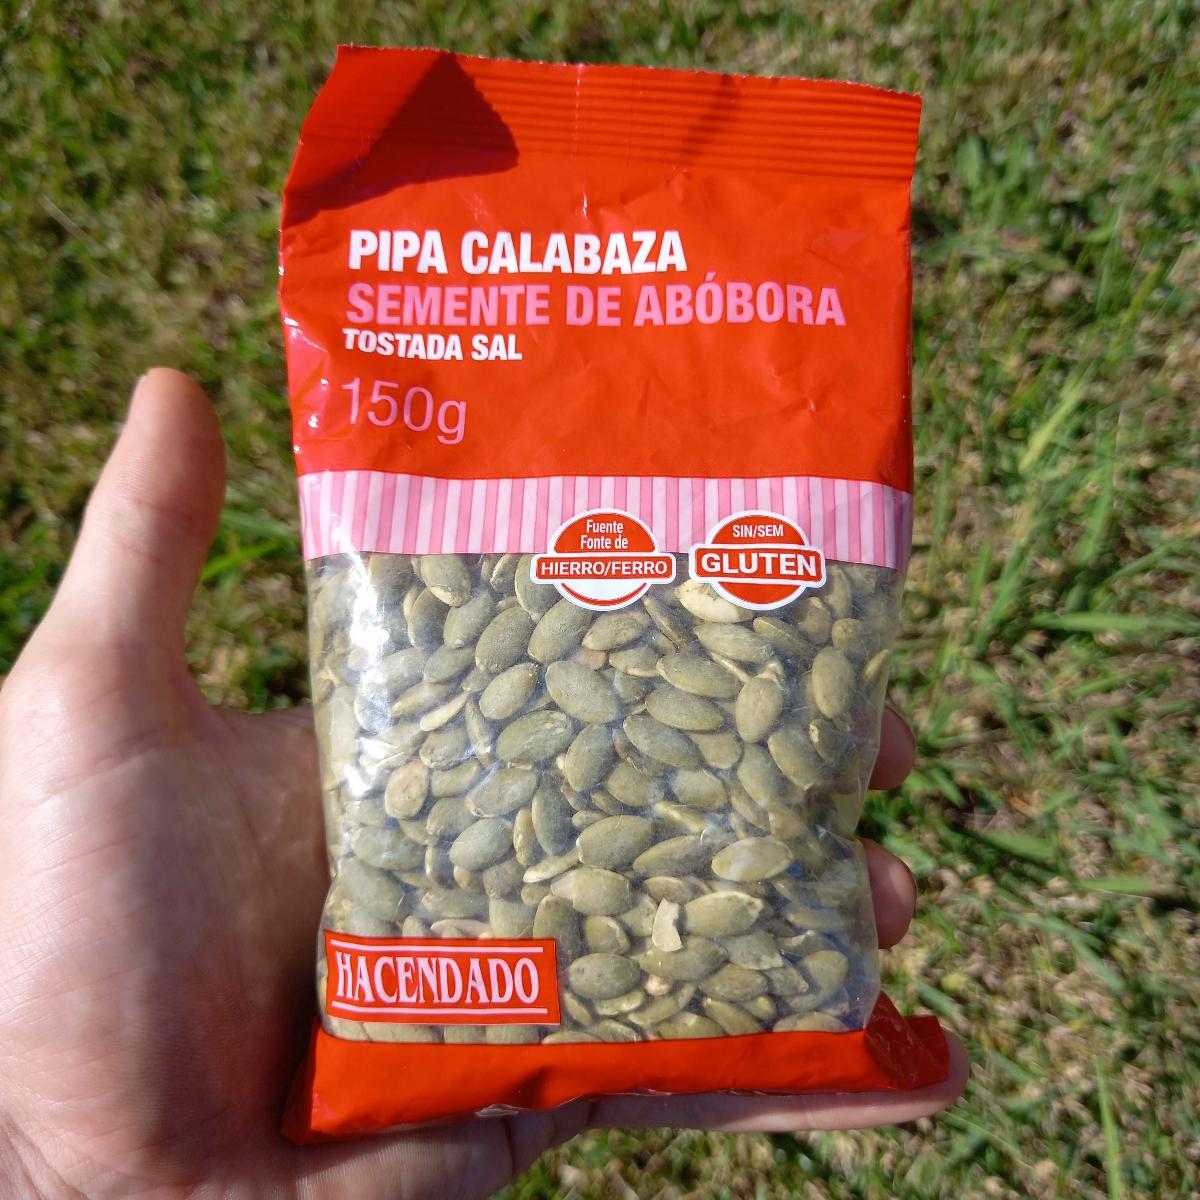 PIPA CALABAZA
SEMENTE DE ABÓBORA
TOSTADA SAL
150g
Fuente
Fonte de
HIERRO/FERRO
SIN/SEM
GLUTEN
HACENDADO